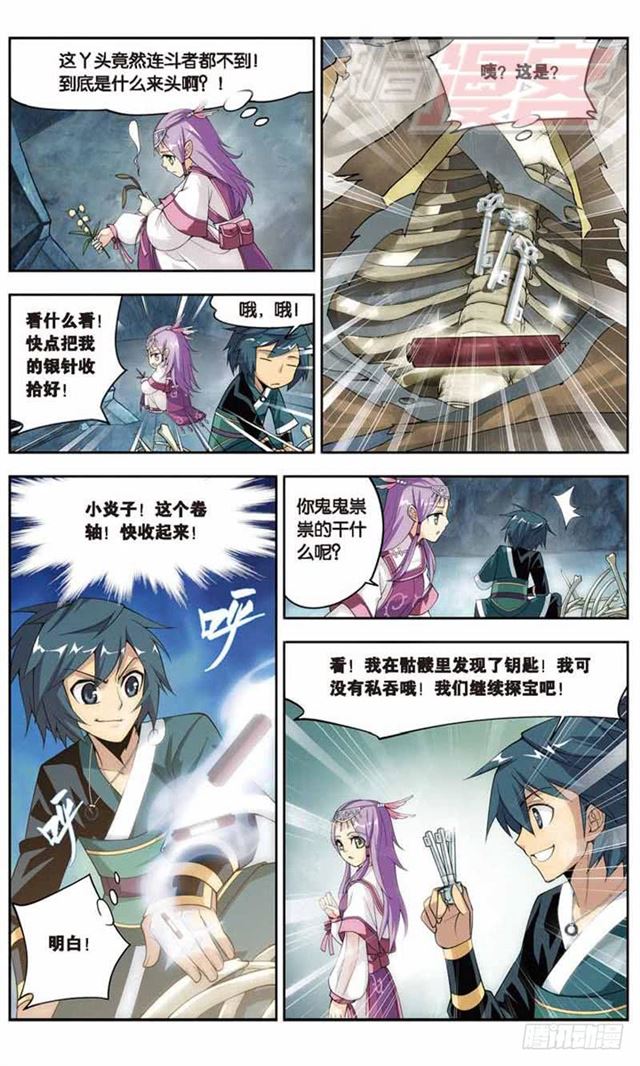 这丫头竟然连斗者都不到！
到底是什么来头啊？！
咦？这是？
看什么看！
快点把我
的银针收
拾好！
哦，哦！
小炎子！这个卷
轴！快收起来！
呼
呼
明白！
你鬼鬼祟
祟的干什
么呢？
看！我在骷髅里发现了钥匙！我可
没有私吞哦！我们继续探宝吧！
腾讯动漫